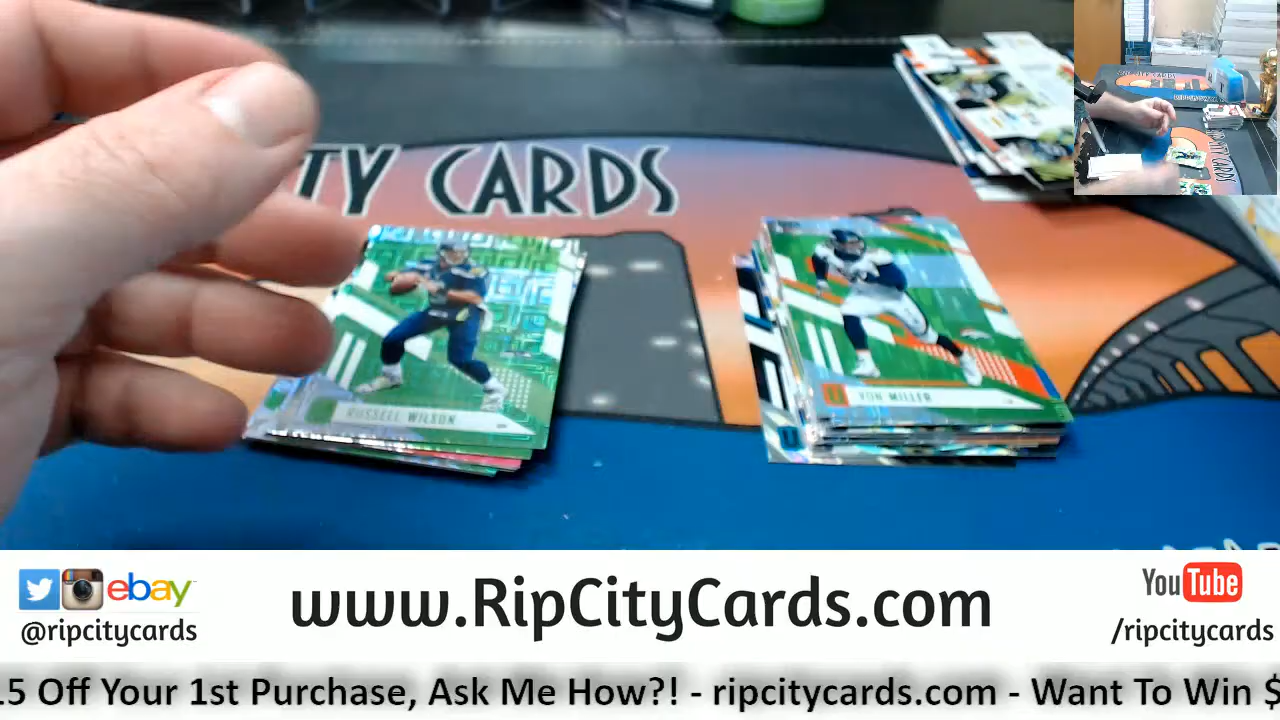 TY CARDS
RUSSELL WILSON
VON MILLER
ebay
@ripcitycards
www.RipCityCards.com
YouTube
/ripcitycards
.5 Off Your 1st Purchase, Ask Me How?! - ripcitycards.com - Want To Win $